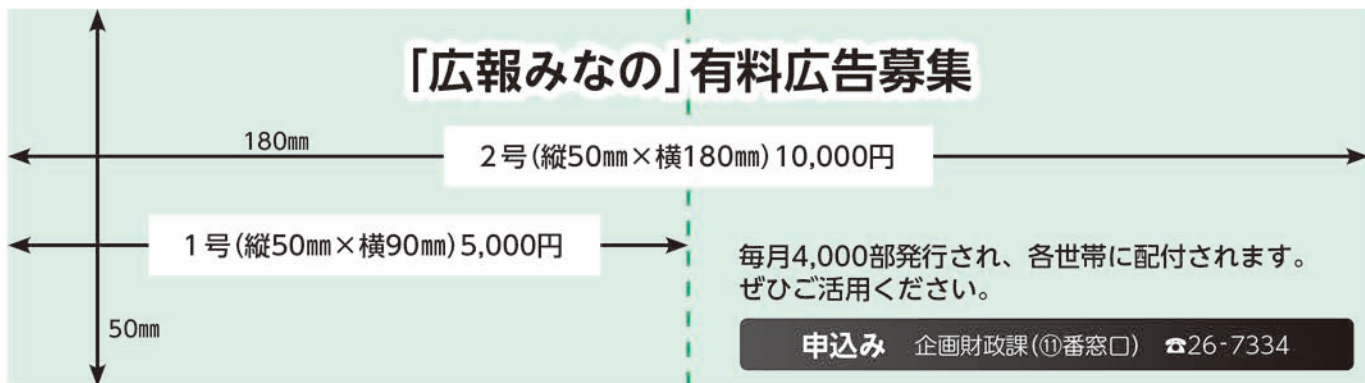 「広報みなの」有料広告募集
180㎜
2号(縦50㎜×横180㎜)10,000円
1号(縦50㎜×横90㎜)5,000円
毎月4,000部発行され、各世帯に配付されます。
ぜひご活用ください。
50㎜
申込み 企画財政課(⑪番窓口) ☎26-7334